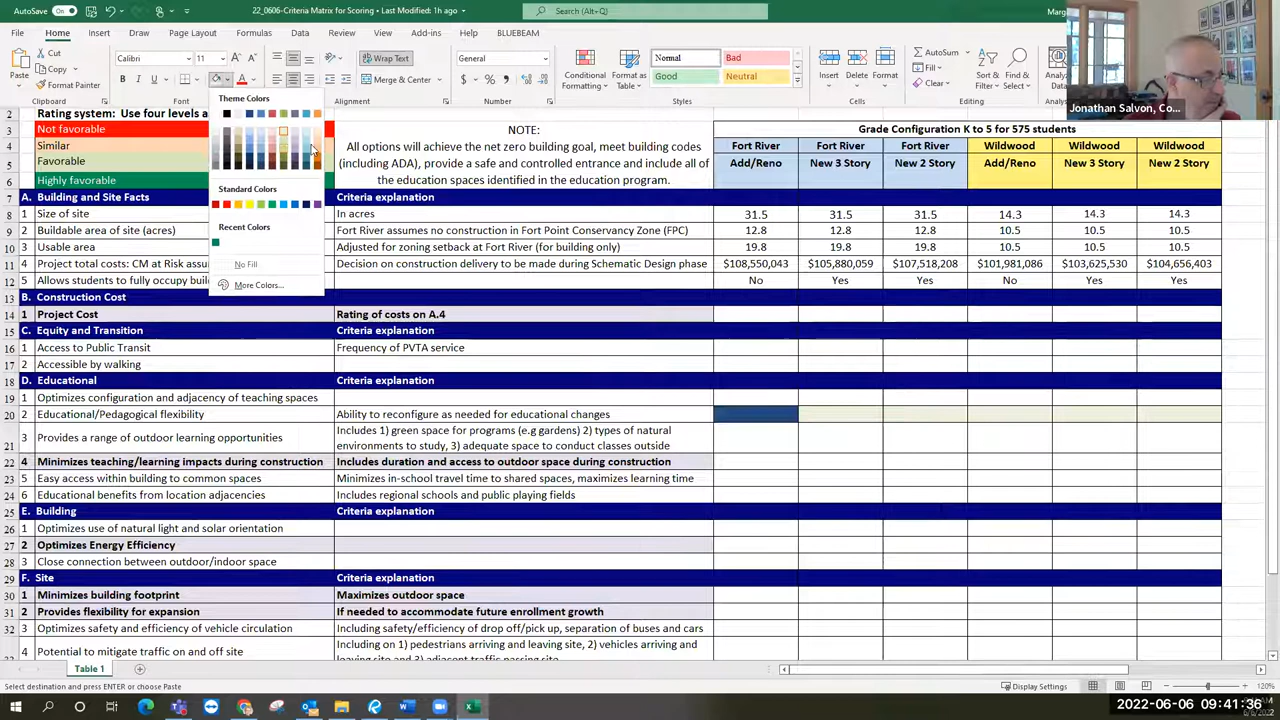 AutoSave On 22_0606-Criteria Matrix for Scoring • Last Modified: 1h ago Search (Alt+Q)
File Home Insert Draw Page Layout Formulas Data Review View Add-ins Help BLUEBEAM
Paste Cut Copy Format Painter Clipboard
Calibri 11 B I U Font
Wrap Text Merge & Center Alignment
General $ % Number
Conditional Formatting Format as Table Normal Bad Good Neutral Styles
Insert Delete Format Cells
AutoSum Fill Clear Sort & Filter Find & Select Editing
Jonathan Salvon, Co...
Theme Colors
Standard Colors
Recent Colors
No Fill
More Colors...
2 Rating system: Use four levels a
3 Not favorable NOTE: Grade Configuration K to 5 for 575 students
4 Similar All options will achieve the net zero building goal, meet building codes Fort River Fort River Fort River Wildwood Wildwood Wildwood
5 Favorable (including ADA), provide a safe and controlled entrance and include all of Add/Reno New 3 Story New 2 Story Add/Reno New 3 Story New 2 Story
6 Highly favorable the education spaces identified in the education program.
7 A. Building and Site Facts Criteria explanation
8 1 Size of site In acres 31.5 31.5 31.5 14.3 14.3 14.3
9 2 Buildable area of site (acres) Fort River assumes no construction in Fort Point Conservancy Zone (FPC) 12.8 12.8 12.8 10.5 10.5 10.5
10 3 Usable area Adjusted for zoning setback at Fort River (for building only) 19.8 19.8 19.8 10.5 10.5 10.5
11 4 Project total costs: CM at Risk assu Decision on construction delivery to be made during Schematic Design phase $108,550,043 $105,880,059 $107,518,208 $101,981,086 $103,625,530 $104,656,403
12 5 Allows students to fully occupy buil No Yes Yes No Yes Yes
13 B. Construction Cost Criteria explanation
14 1 Project Cost Rating of costs on A.4
15 C. Equity and Transition Criteria explanation
16 1 Access to Public Transit Frequency of PVTA service
17 2 Accessible by walking
18 D. Educational Criteria explanation
19 1 Optimizes configuration and adjacency of teaching spaces
20 2 Educational/Pedagogical flexibility Ability to reconfigure as needed for educational changes
21 3 Provides a range of outdoor learning opportunities Includes 1) green space for programs (e.g gardens) 2) types of natural
environments to study, 3) adequate space to conduct classes outside
22 4 Minimizes teaching/learning impacts during construction Includes duration and access to outdoor space during construction
23 5 Easy access within building to common spaces Minimizes in-school travel time to shared spaces, maximizes learning time
24 6 Educational benefits from location adjacencies Includes regional schools and public playing fields
25 E. Building Criteria explanation
26 1 Optimizes use of natural light and solar orientation
27 2 Optimizes Energy Efficiency
28 3 Close connection between outdoor/indoor space
29 F. Site Criteria explanation
30 1 Minimizes building footprint Maximizes outdoor space
31 2 Provides flexibility for expansion If needed to accommodate future enrollment growth
32 3 Optimizes safety and efficiency of vehicle circulation Including safety/efficiency of drop off/pick up, separation of buses and cars
4 Potential to mitigate traffic on and off site Including on 1) pedestrians arriving and leaving site, 2) vehicles arriving and
Table 1
Select destination and press ENTER or choose Paste Display Settings 120%
2022-06-06 09:41:36